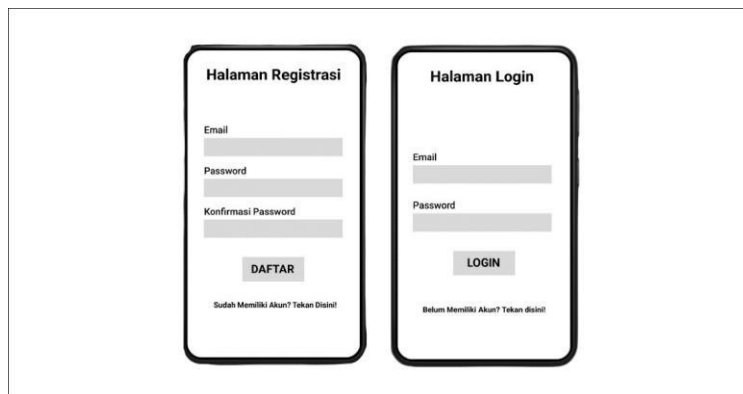 Halaman Registrasi
Email
Password
Konfirmasi Password
DAFTAR
Sudah Memiliki Akun? Tekan Disini!
Halaman Login
Email
Password
LOGIN
Belum Memiliki Akun? Tekan disini!